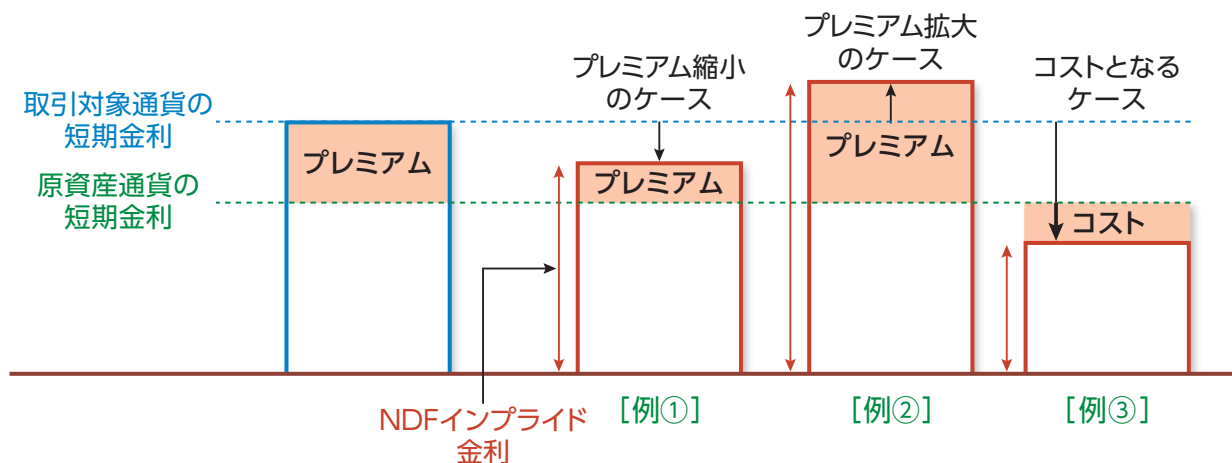 取引対象通貨の
短期金利
原資産通貨の
短期金利
プレミアム
プレミアム縮小
のケース
プレミアム
プレミアム拡大
のケース
プレミアム
コストとなる
ケース
コスト
NDFインプライド
金利
[例①]
[例②]
[例③]